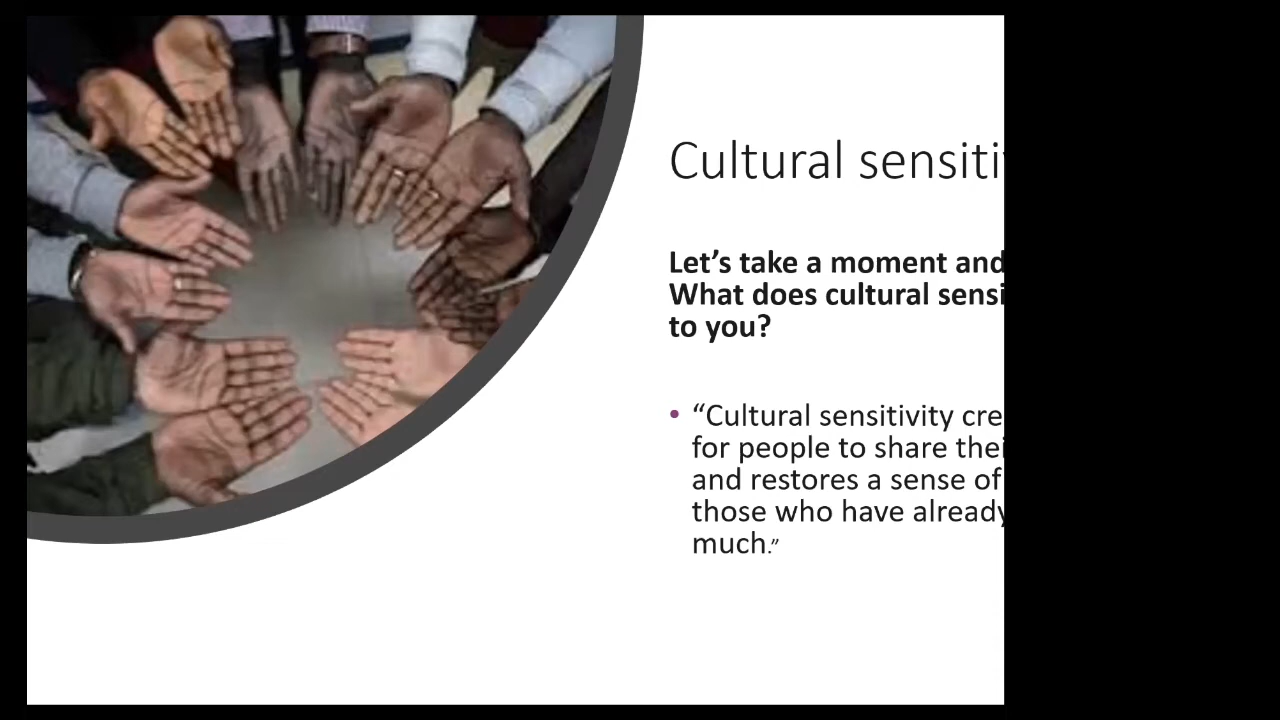 Cultural sensiti
Let’s take a moment and
What does cultural sensi
to you?
• “Cultural sensitivity cre
for people to share thei
and restores a sense of
those who have already
much.”